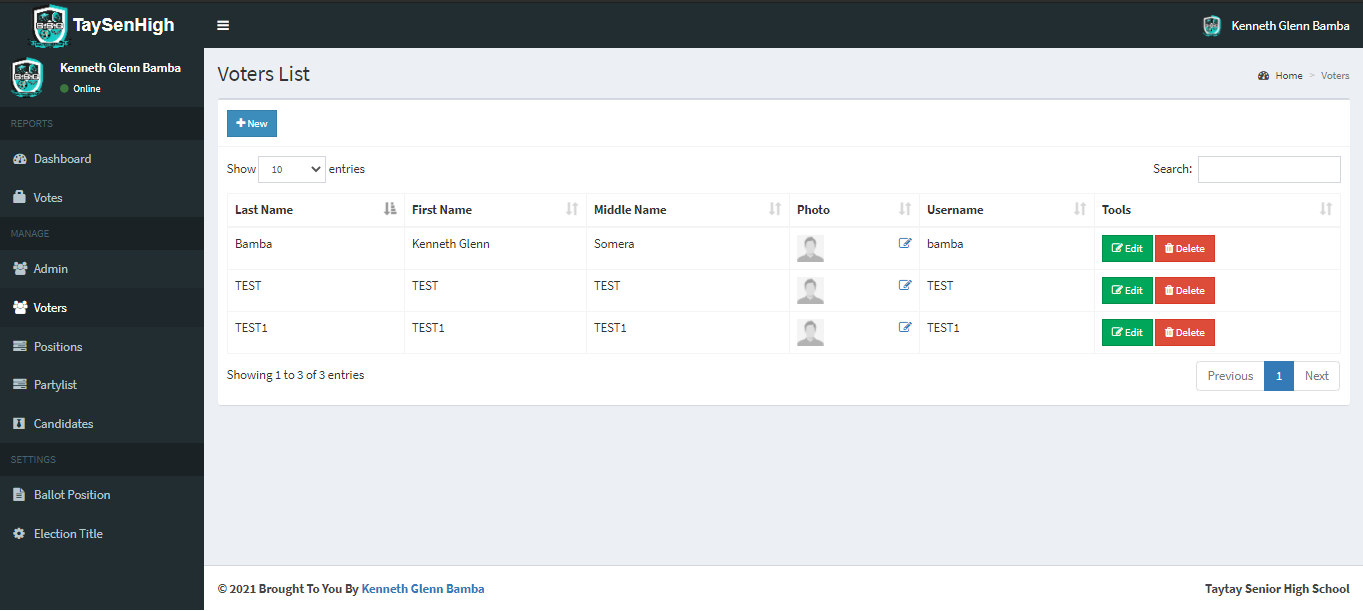 TaySenHigh
Kenneth Glenn Bamba
Kenneth Glenn Bamba
Online
REPORTS
Dashboard
Votes
MANAGE
Admin
Voters
Positions
Partylist
Candidates
SETTINGS
Ballot Position
Election Title
Voters List
Home > Voters
New
Show 10 entries
Search:
Last Name First Name Middle Name Photo Username Tools
Bamba Kenneth Glenn Somera bamba Edit Delete
TEST TEST TEST TEST Edit Delete
TEST1 TEST1 TEST1 TEST1 Edit Delete
Showing 1 to 3 of 3 entries
Previous 1 Next
© 2021 Brought To You By Kenneth Glenn Bamba
Taytay Senior High School